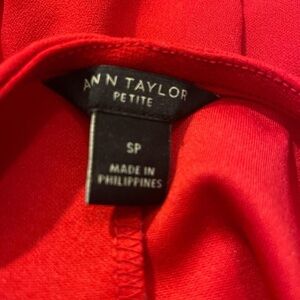 ANN TAYLOR
PETITE
SP
MADE IN
PHILIPPINES